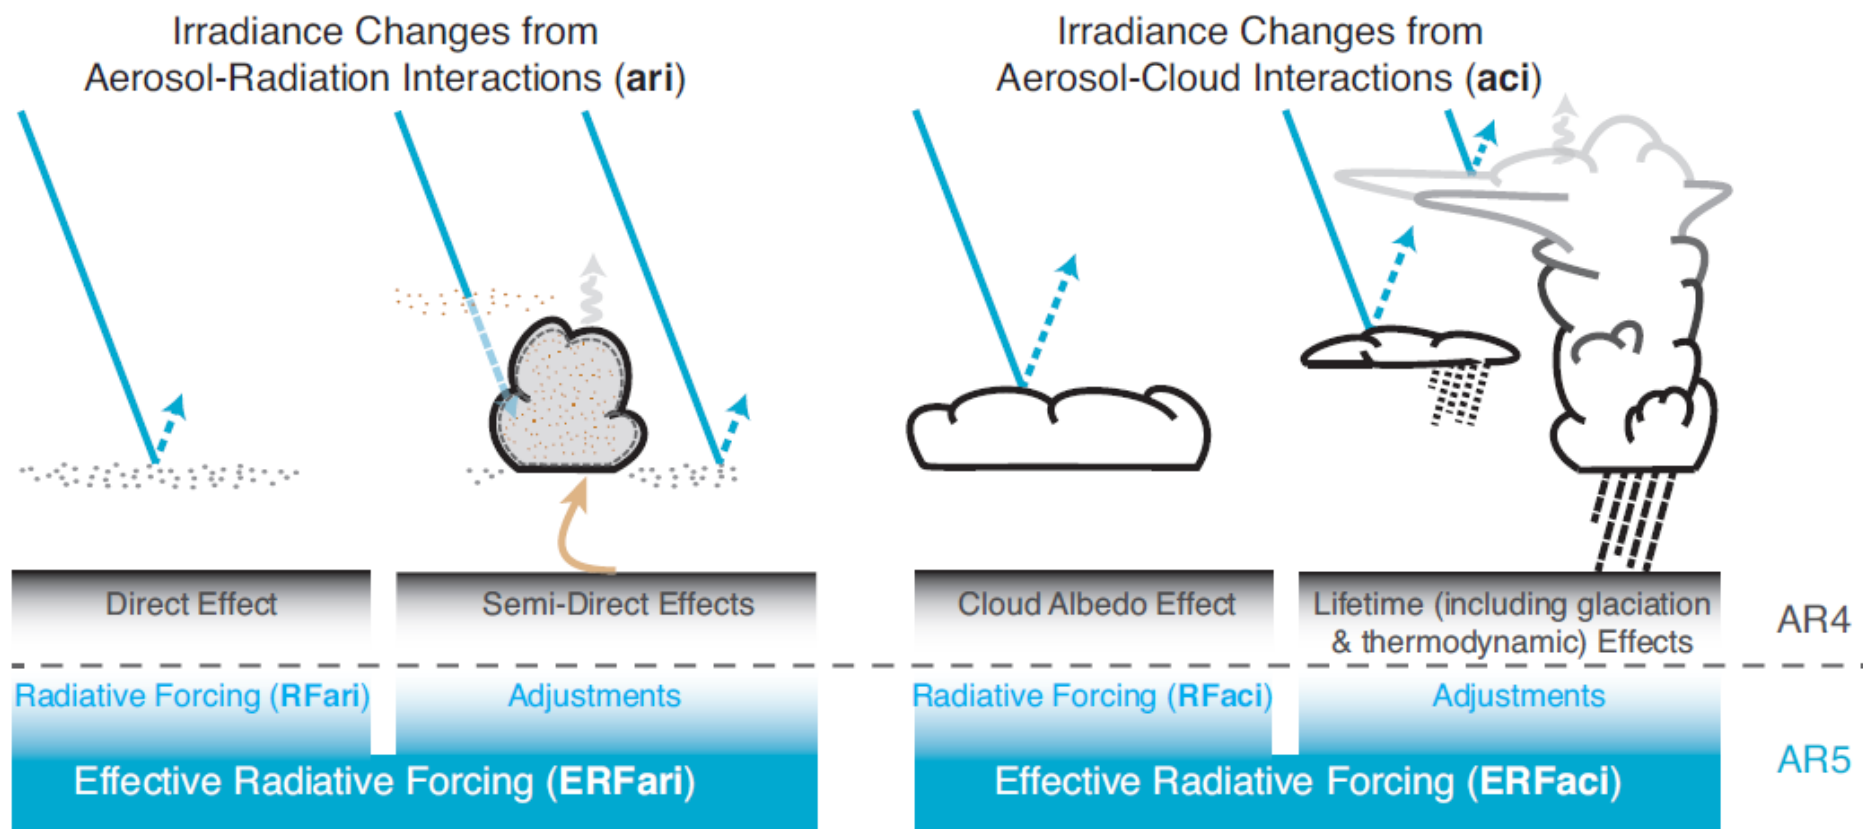 Irradiance Changes from
Aerosol-Radiation Interactions (ari)
Irradiance Changes from
Aerosol-Cloud Interactions (aci)
Direct Effect
Semi-Direct Effects
Cloud Albedo Effect
Lifetime (including glaciation
& thermodynamic) Effects
AR4
Radiative Forcing (RFari)
Adjustments
Radiative Forcing (RFaci)
Adjustments
Effective Radiative Forcing (ERFari)
Effective Radiative Forcing (ERFaci)
AR5